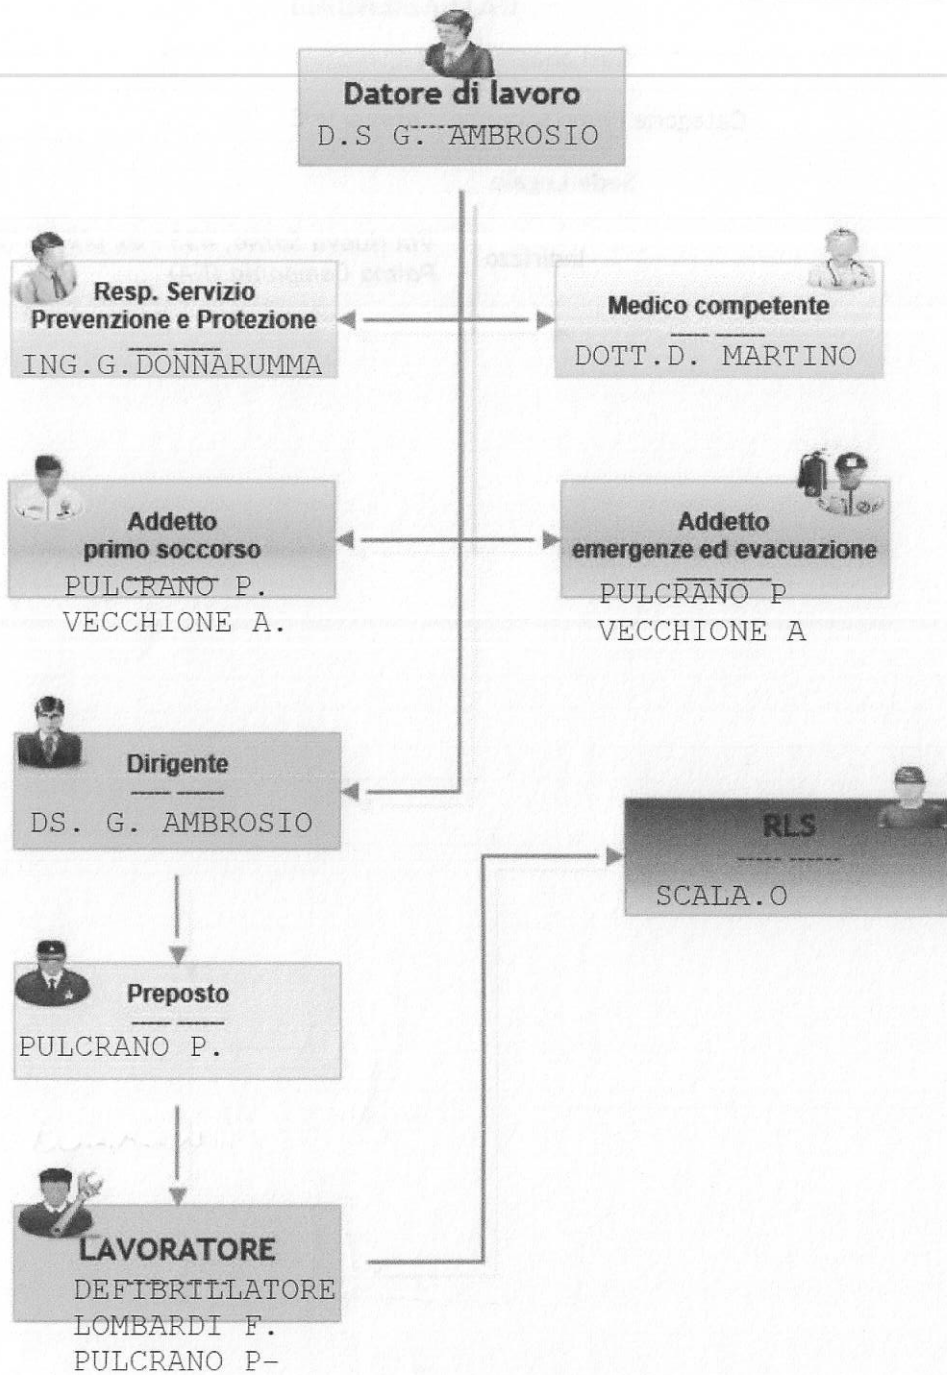 Datore di lavoro
D.S G. AMBROSIO
Resp. Servizio
Prevenzione e Protezione
ING.G.DONNARUMMA
Medico competente
DOTT.D. MARTINO
Addetto
primo soccorso
PULCRANO P.
VECCHIONE A.
Addetto
emergenze ed evacuazione
PULCRANO P
VECCHIONE A
Dirigente
DS. G. AMBROSIO
RLS
SCALA.O
Preposto
PULCRANO P.
LAVORATORE
DEFIBRILLATORE
LOMBARDI F.
PULCRANO P-